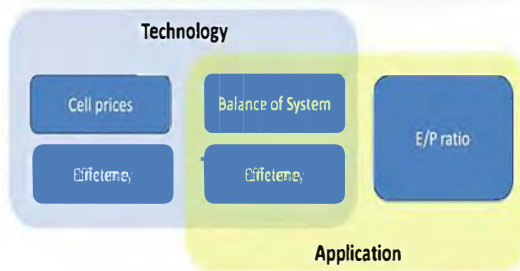 Technology
Cell prices
Balance of System
E/P ratio
Application